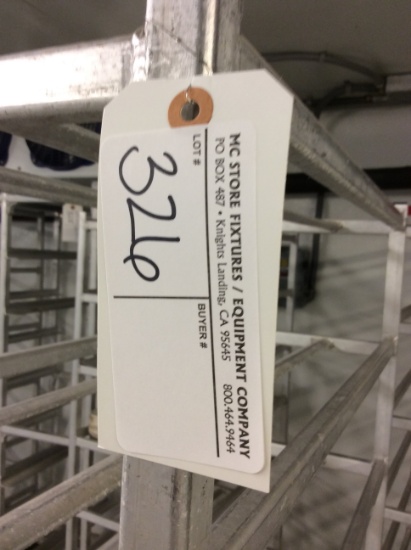 MC STORE FIXTURES / EQUIPMENT COMPANY
PO BOX 487 • Knights Landing, CA 95645 800.464.9464
LOT # BUYER #
326